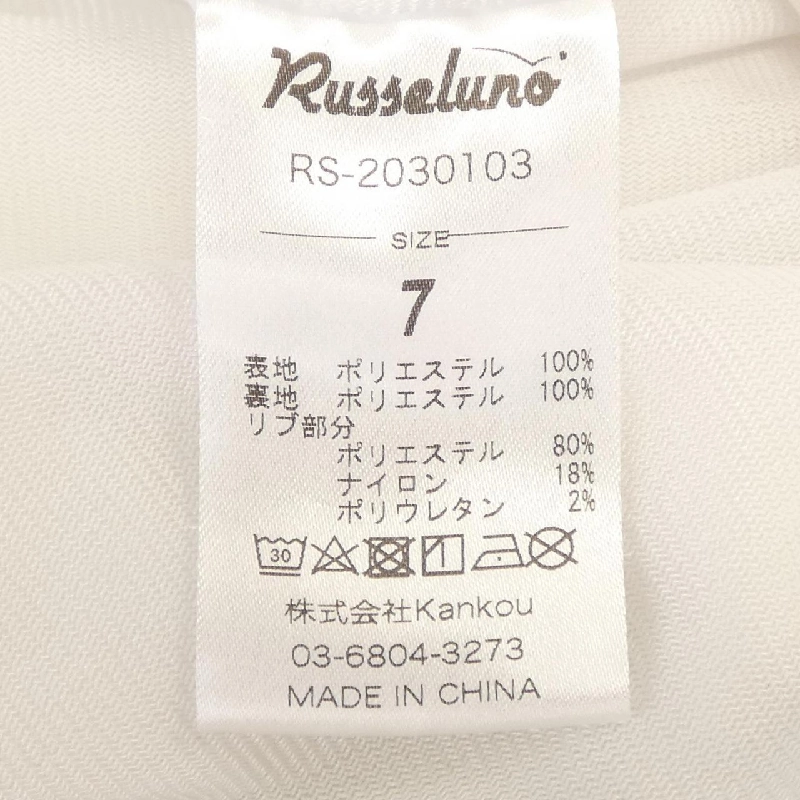 Russeluno
RS-2030103
SIZE
7
表地 ポリエステル 100%
裏地 ポリエステル 100%
リブ部分
ポリエステル 80%
ナイロン 18%
ポリウレタン 2%
30
株式会社Kankou
03-6804-3273
MADE IN CHINA